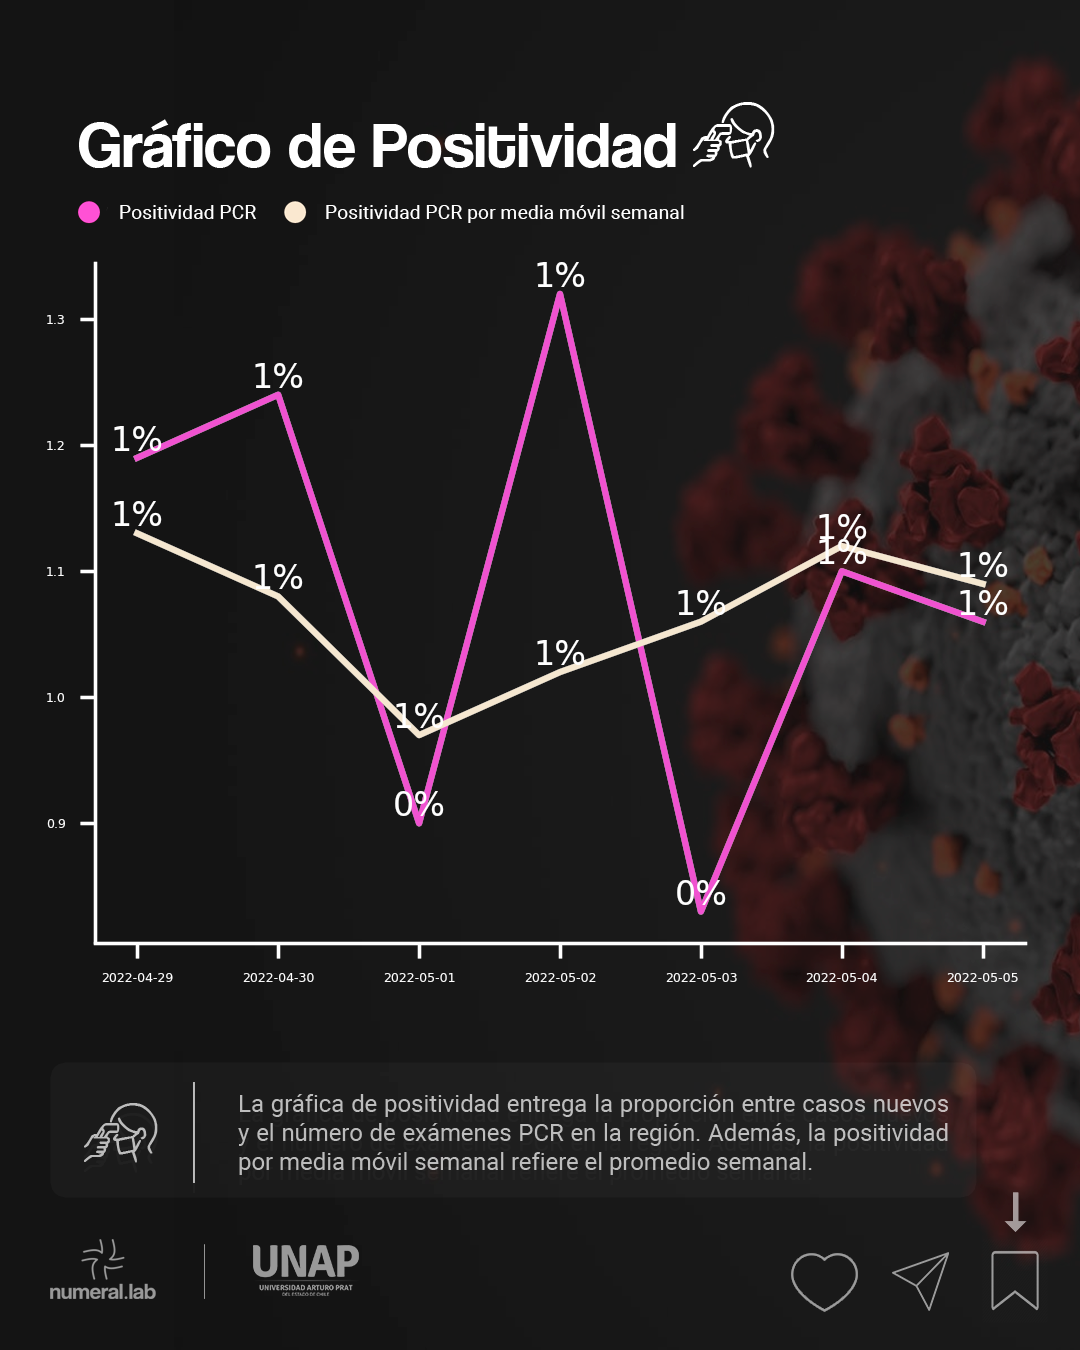 Gráfico de Positividad
Positividad PCR
Positividad PCR por media móvil semanal
1.3
1.2
1.1
1.0
0.9
1%
1%
1%
1%
1%
1%
0%
1%
1%
1%
0%
1%
1%
1%
2022-04-29
2022-04-30
2022-05-01
2022-05-02
2022-05-03
2022-05-04
2022-05-05
La gráfica de positividad entrega la proporción entre casos nuevos
y el número de exámenes PCR en la región. Además, la positividad
por media móvil semanal refiere el promedio semanal.
numeral.lab
UNAP
UNIVERSIDAD ARTURO PRAT
DEL ESTADO DE CHILE